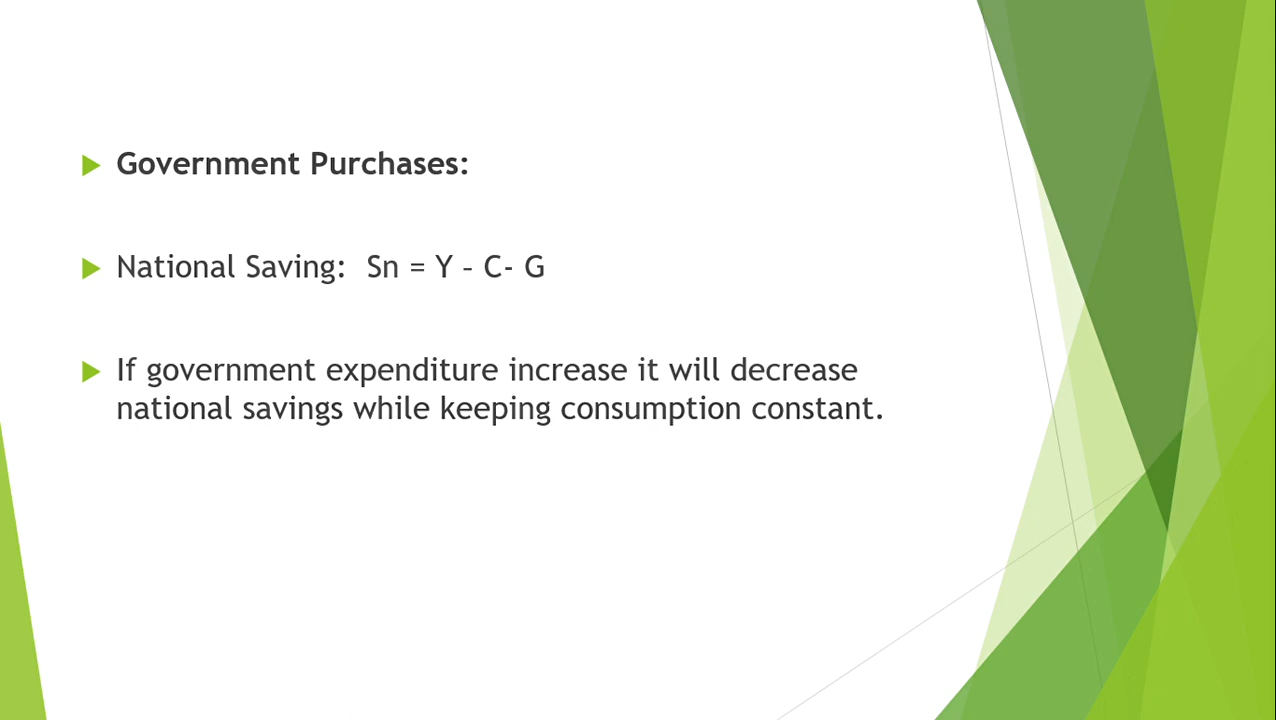 Government Purchases:
National Saving: Sn = Y - C- G
If government expenditure increase it will decrease
national savings while keeping consumption constant.